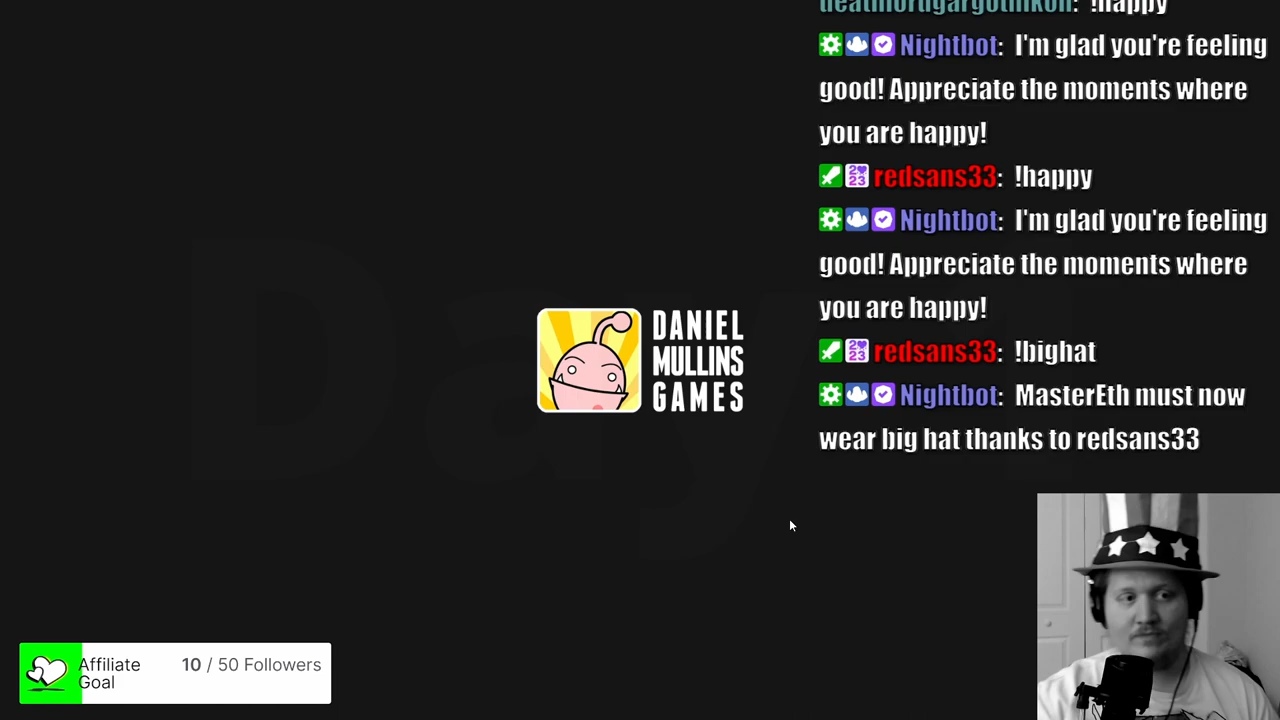 deathfordgargothikon: !happy
Nightbot: I'm glad you're feeling
good! Appreciate the moments where
you are happy!
redsans33: !happy
Nightbot: I'm glad you're feeling
good! Appreciate the moments where
you are happy!
redsans33: !bighat
Nightbot: MasterEth must now
wear big hat thanks to redsans33
DANIEL
MULLINS
GAMES
Day
Affiliate
Goal
10 / 50 Followers